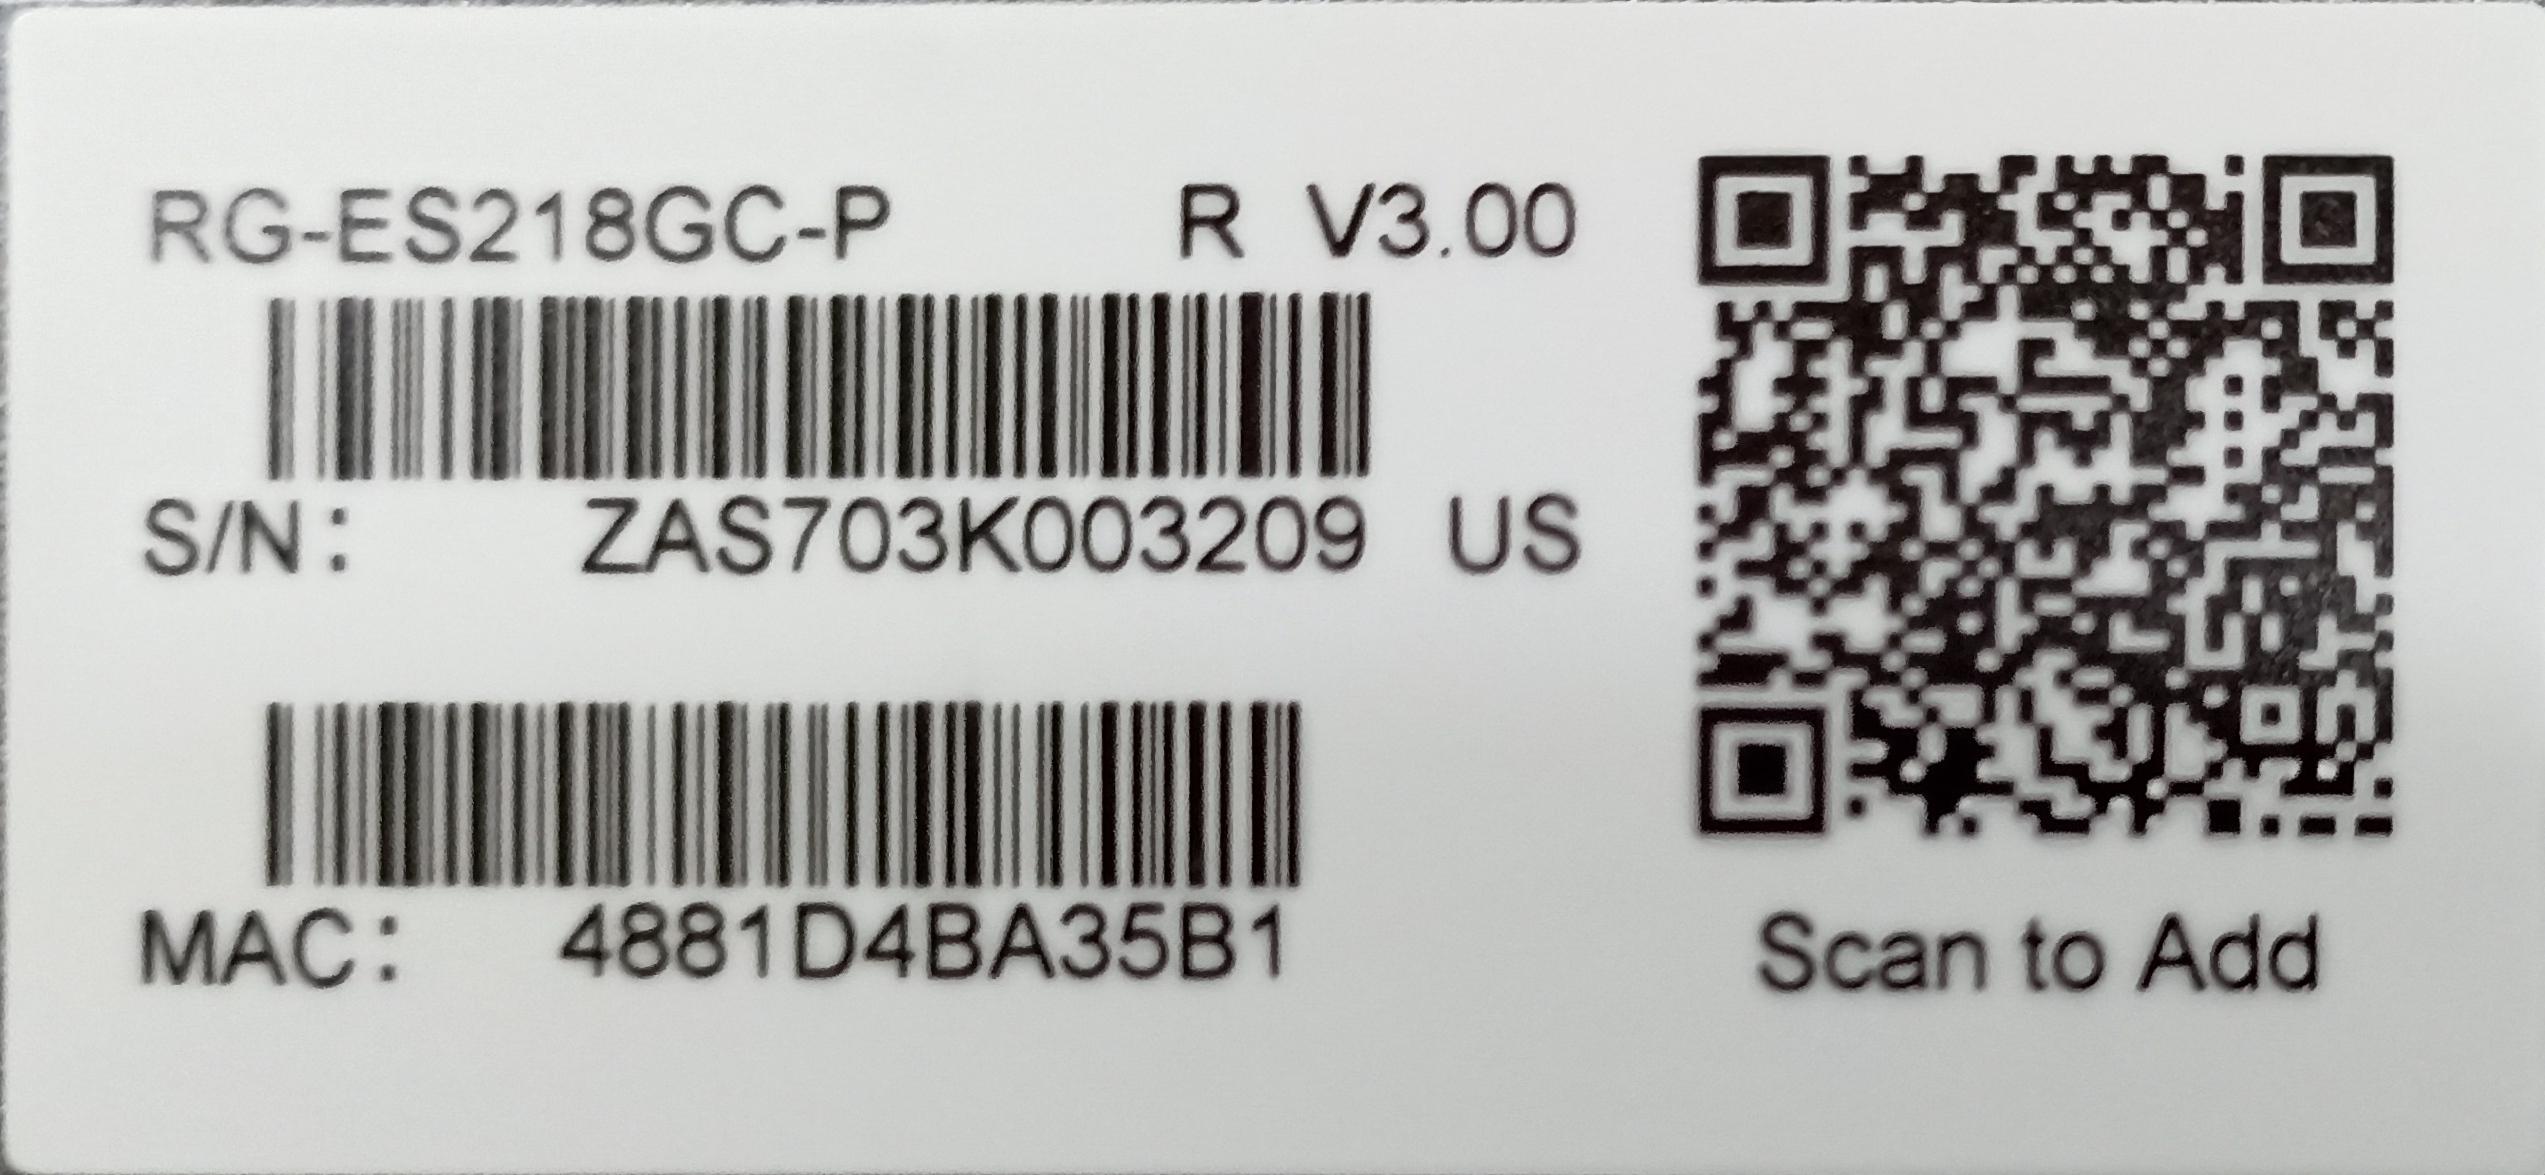 RG-ES218GC-P R V3.00
S/N: ZAS703K003209 US
MAC: 4881D4BA35B1
Scan to Add